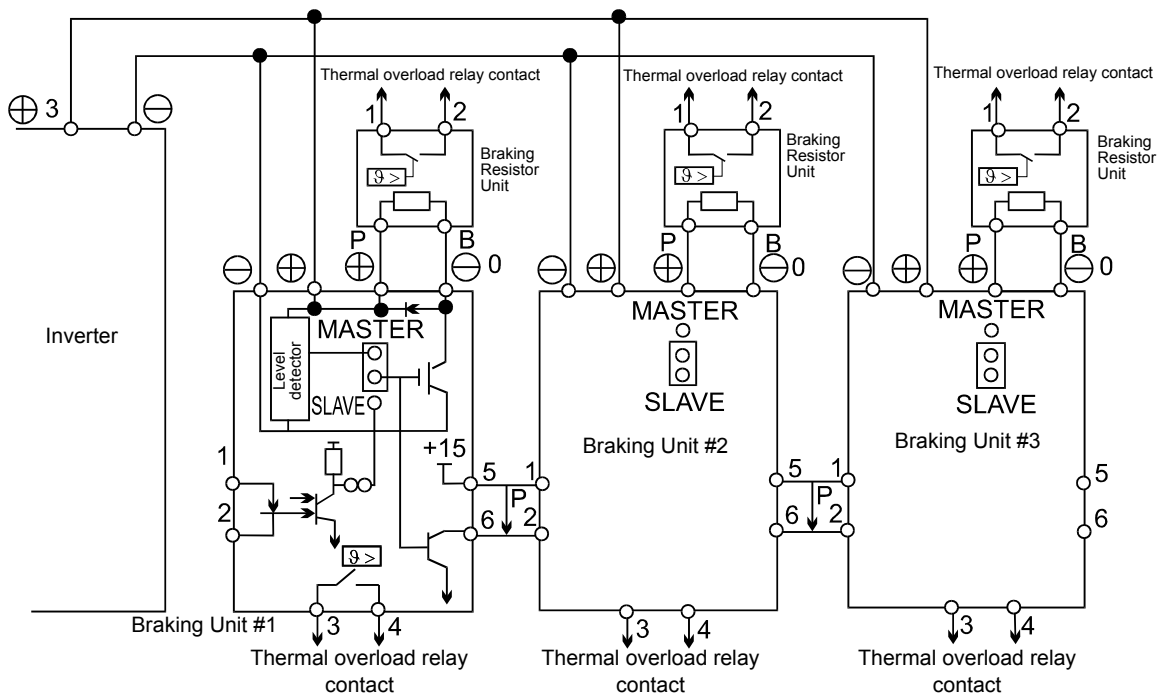 Thermal overload relay contact
Thermal overload relay contact
Thermal overload relay contact
⊕ 3
⊖
1
2
1
2
1
2
ϑ >
ϑ >
ϑ >
Braking
Resistor
Unit
Braking
Resistor
Unit
Braking
Resistor
Unit
P
B
P
B
P
B
⊖
⊕
⊕
⊖ 0
⊖
⊕
⊕
⊖ 0
⊖
⊕
⊕
⊖ 0
Inverter
MASTER
Level
detector
SLAVE
MASTER
SLAVE
MASTER
SLAVE
Braking Unit #2
Braking Unit #3
+15
1
2
5
6
P
1
2
5
6
P
1
2
5
6
ϑ >
Braking Unit #1
3
4
3
4
3
4
Thermal overload relay
contact
Thermal overload relay
contact
Thermal overload relay
contact